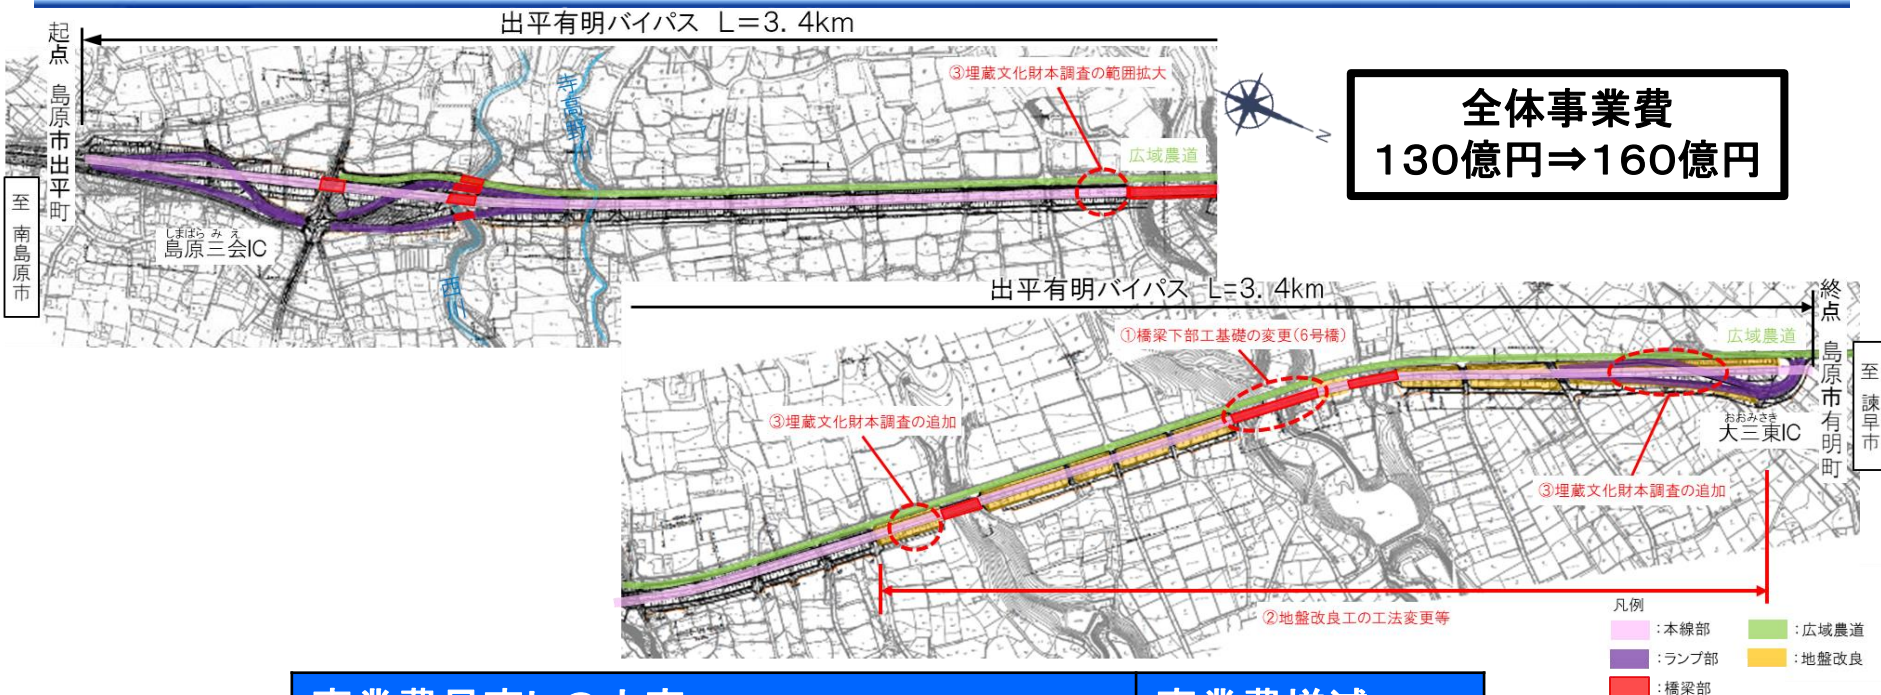 出平有明バイパス L=3.4km
起点 島原市出平町
至 南島原市
しまばら み え
島原三会IC
西川
寺高野川
③埋蔵文化財本調査の範囲拡大
広域農道
N
全体事業費
130億円⇒160億円
出平有明バイパス L=3.4km
終点 島原市有明町
至 諫早市
①橋梁下部工基礎の変更(6号橋)
広域農道
③埋蔵文化財本調査の追加
おおみさき
大三東IC
③埋蔵文化財本調査の追加
②地盤改良工の工法変更等
凡例
:本線部
:広域農道
:ランプ部
:地盤改良
:橋梁部